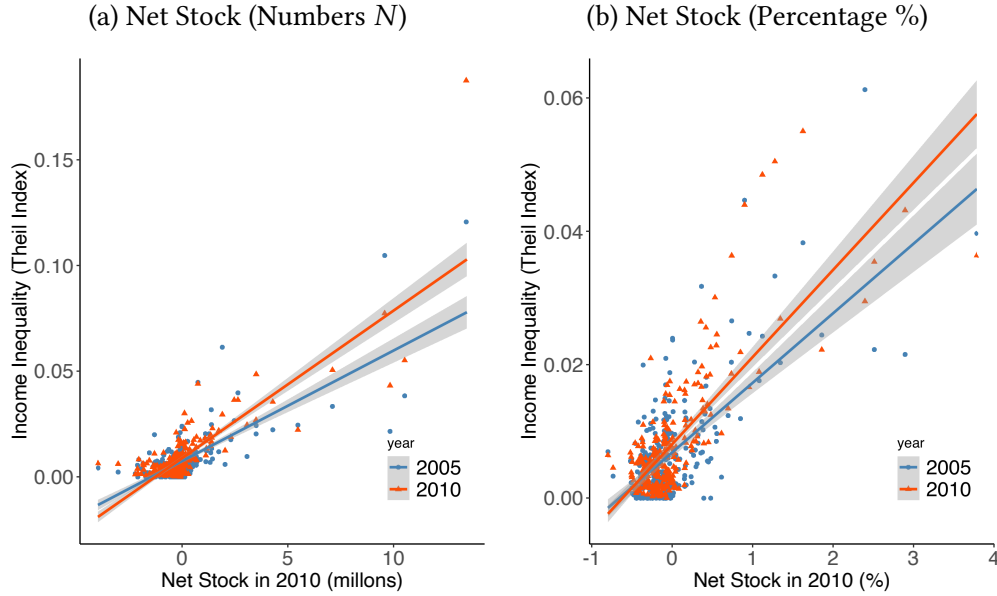 (a) Net Stock (Numbers N)
(b) Net Stock (Percentage %)
Income Inequality (Theil Index)
0.15
0.10
0.05
0.00
0
5
10
Net Stock in 2010 (millons)
year
2005
2010
Income Inequality (Theil Index)
0.06
0.04
0.02
0.00
-1
0
1
2
3
4
Net Stock in 2010 (%)
year
2005
2010